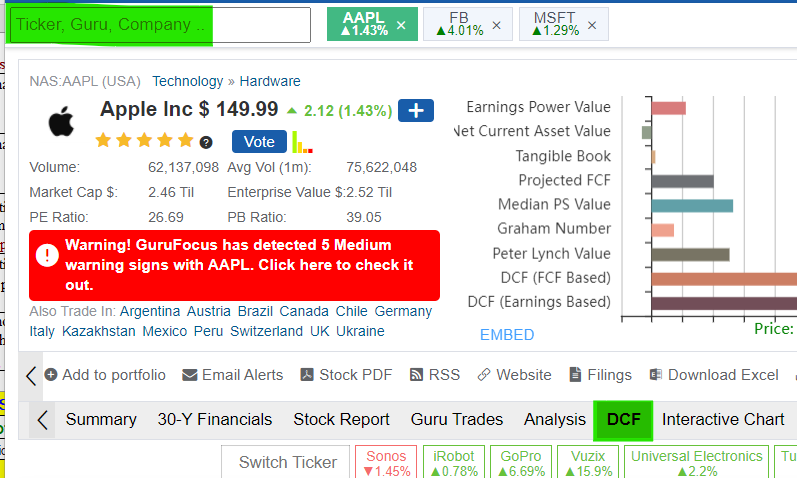 Ticker, Guru, Company ..
AAPL
▲1.43% ×
FB
▲4.01% ×
MSFT
▲1.29% ×
NAS:AAPL (USA) Technology » Hardware
Apple Inc $ 149.99 ▲ 2.12 (1.43%) +
Vote
Volume: 62,137,098 Avg Vol (1m): 75,622,048
Market Cap $: 2.46 Til Enterprise Value $:2.52 Til
PE Ratio: 26.69 PB Ratio: 39.05
Warning! GuruFocus has detected 5 Medium
warning signs with AAPL. Click here to check it
out.
Also Trade In: Argentina Austria Brazil Canada Chile Germany
Italy Kazakhstan Mexico Peru Switzerland UK Ukraine
Earnings Power Value
Net Current Asset Value
Tangible Book
Projected FCF
Median PS Value
Graham Number
Peter Lynch Value
DCF (FCF Based)
DCF (Earnings Based)
EMBED
Price:
Add to portfolio Email Alerts Stock PDF RSS Website Filings Download Excel
Summary 30-Y Financials Stock Report Guru Trades Analysis DCF Interactive Chart
Switch Ticker
Sonos
▼1.45%
iRobot
▲0.78%
GoPro
▲6.69%
Vuzix
▲15.9%
Universal Electronics
▲2.2%